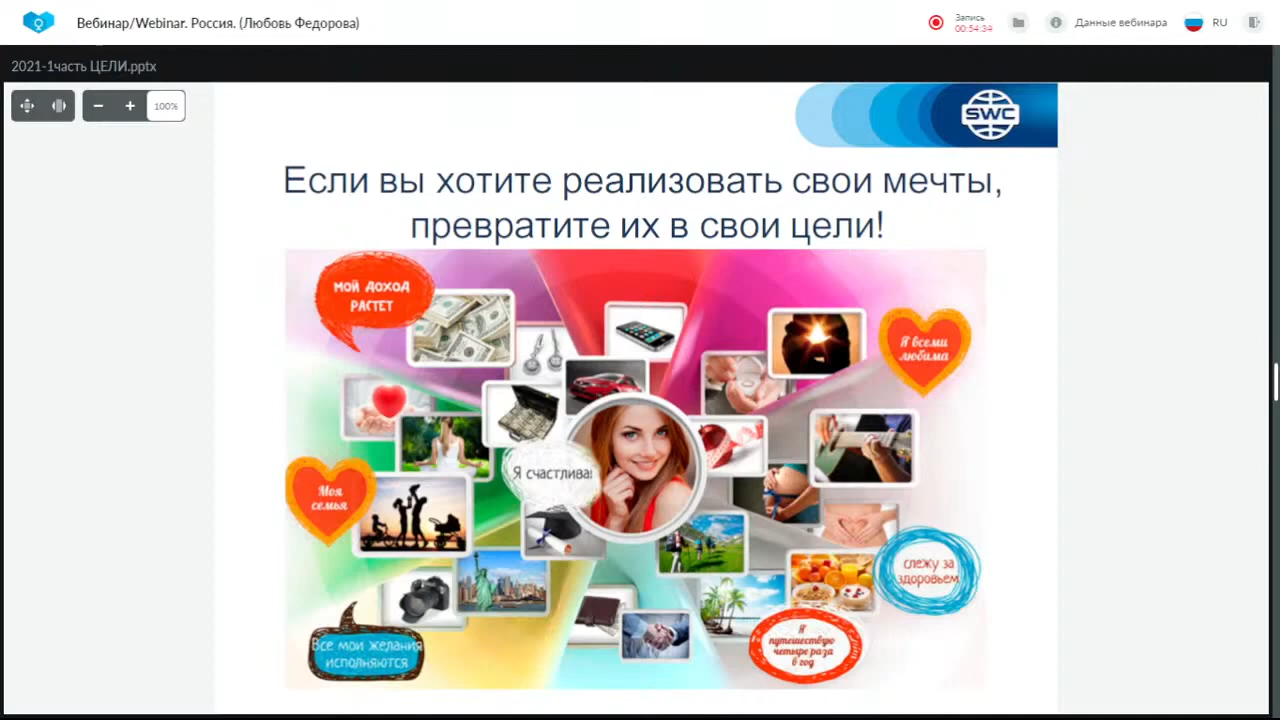 Вебинар/Webinar. Россия. (Любовь Федорова)
Запись
00:54:34
Данные вебинара
RU
2021-1часть ЦЕЛИ.pptx
100%
SWC
Если вы хотите реализовать свои мечты,
превратите их в свои цели!
МОЙ ДОХОД
РАСТЕТ
Я всеми
любима
Я счастлива!
Моя
семья
слежу за
здоровьем
Все мои желания
исполняются
Я
путешествую
четыре раза
в год